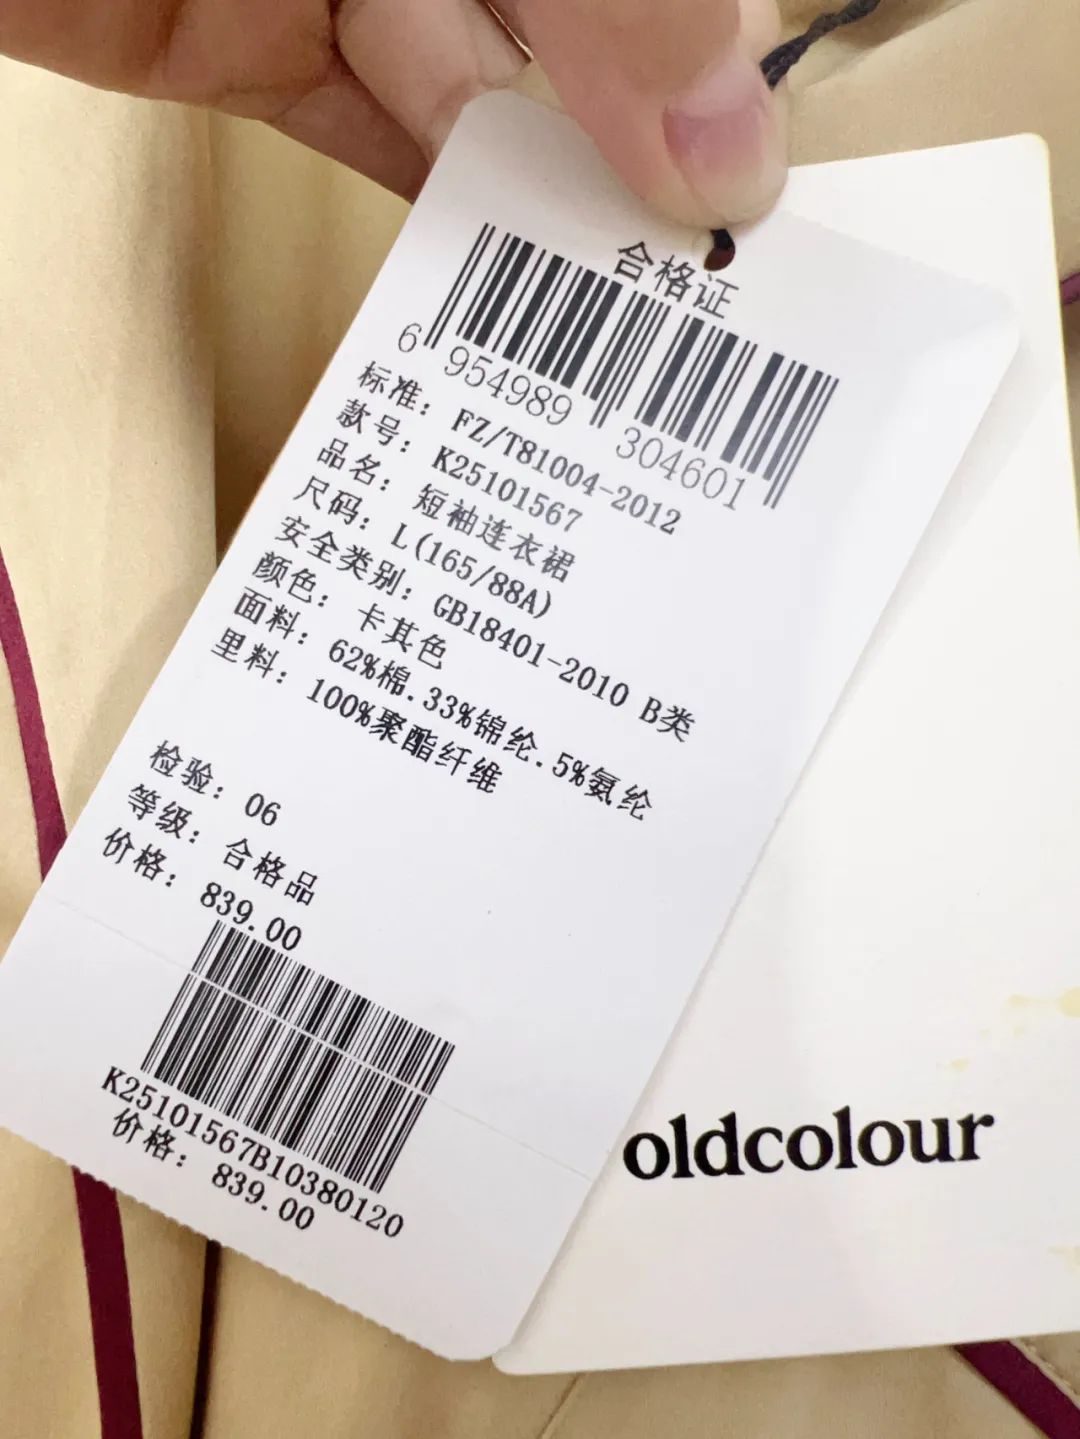 合格证
6 954989 304601
标准: FZ/T81004-2012
款号: K25101567
品名: 短袖连衣裙
尺码: L(165/88A)
安全类别: GB18401-2010 B类
颜色: 卡其色
面料: 62%棉.33%锦纶.5%氨纶
里料: 100%聚酯纤维
检验: 06
等级: 合格品
价格: 839.00
K25101567B10380120
价格: 839.00
oldcolour